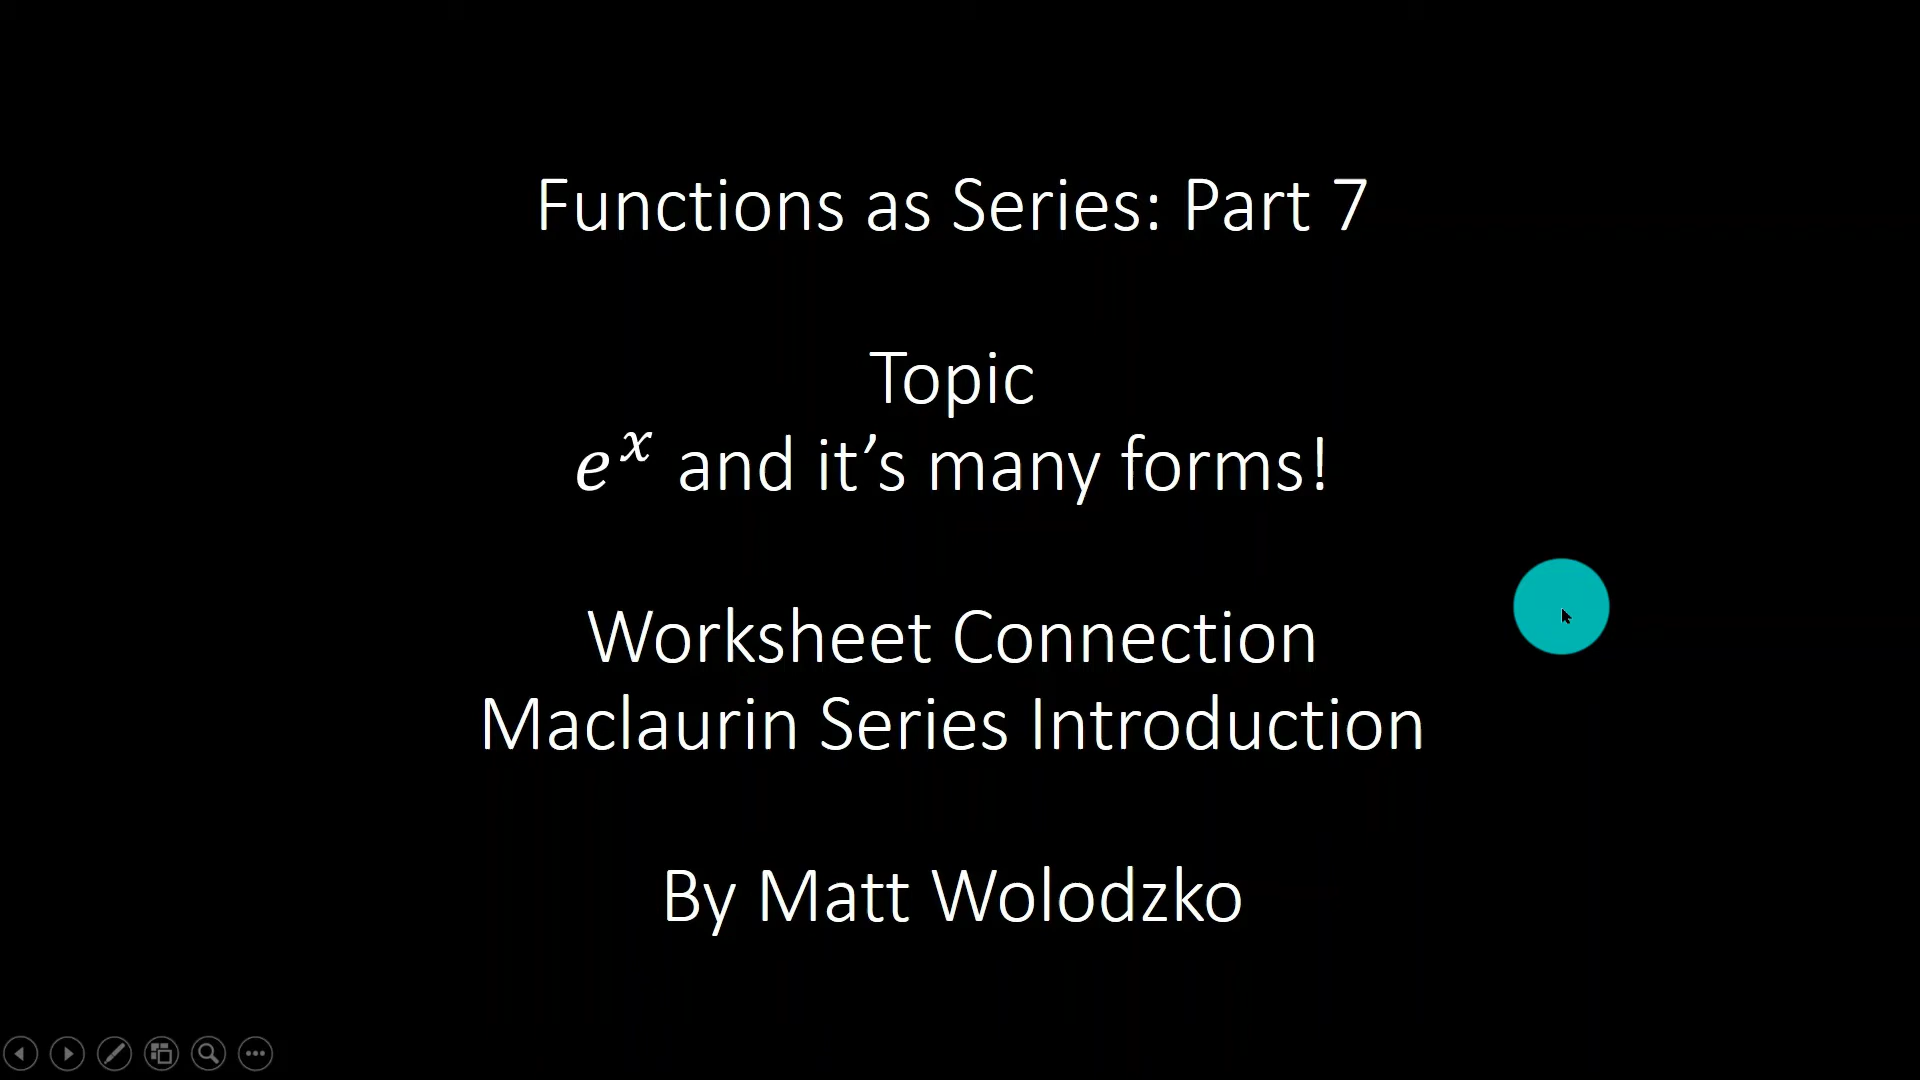 Functions as Series: Part 7
Topic
e^x and it’s many forms!
Worksheet Connection
Maclaurin Series Introduction
By Matt Wolodzko